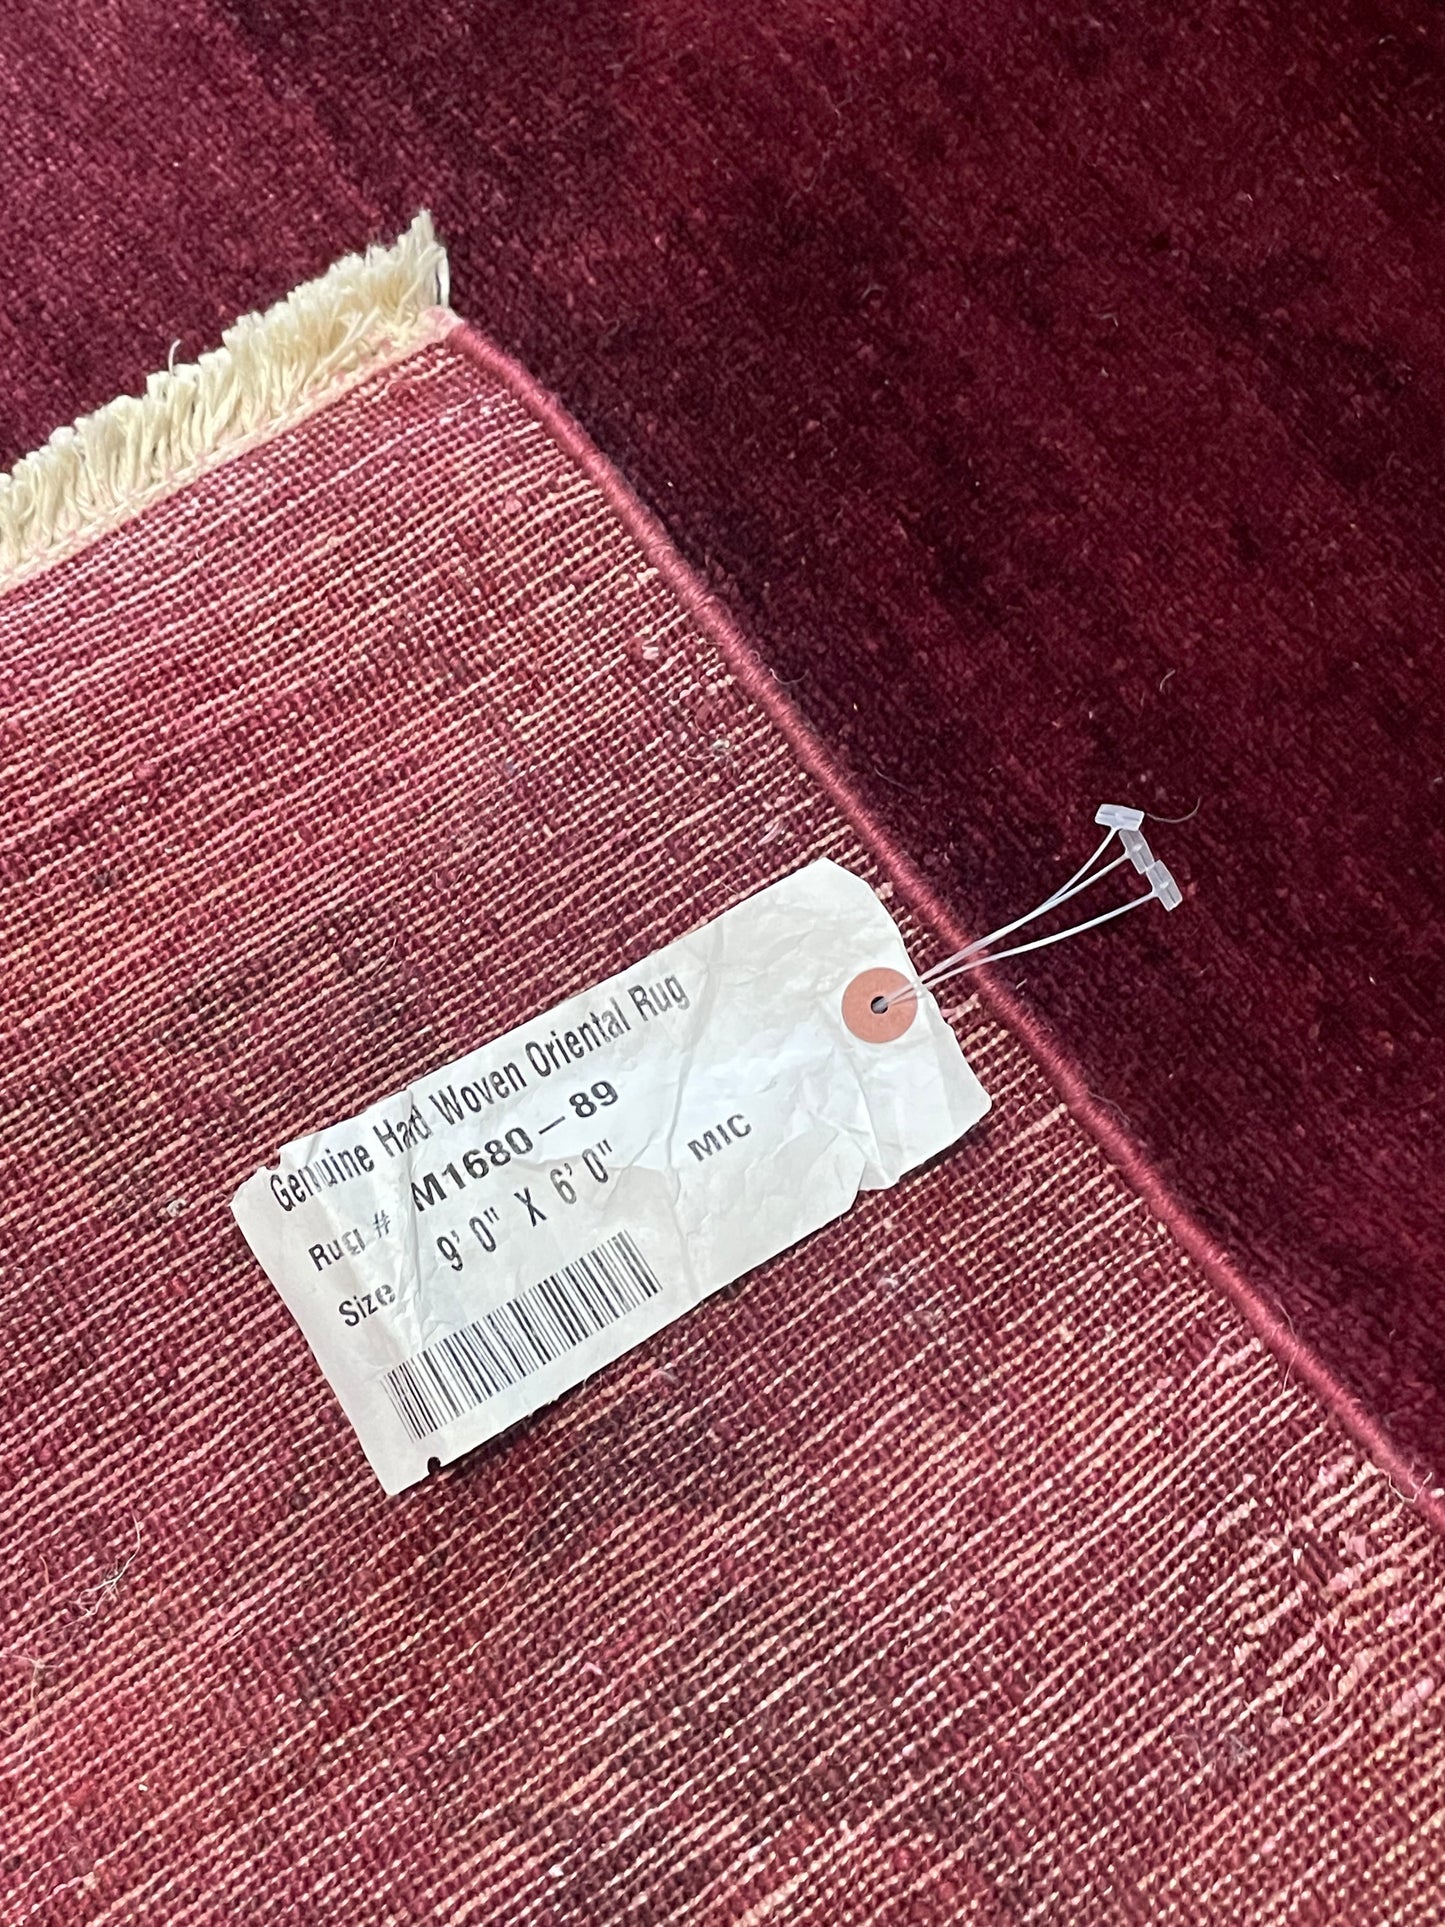 Genuine Hand Woven Oriental Rug
Rug # M1680-89
Size 9' 0" X 6' 0" MIC